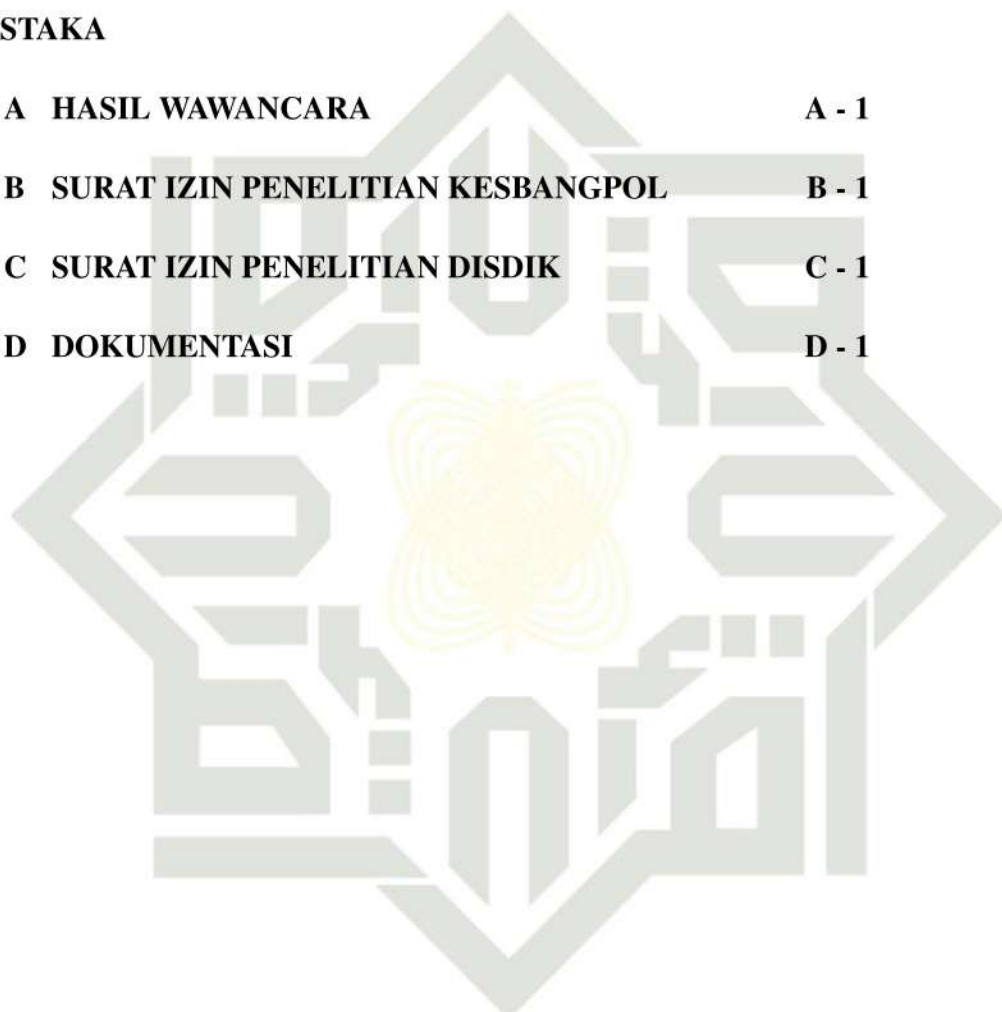 STAKA
A HASIL WAWANCARA A - 1
B SURAT IZIN PENELITIAN KESBANGPOL B - 1
C SURAT IZIN PENELITIAN DISDIK C - 1
D DOKUMENTASI D - 1